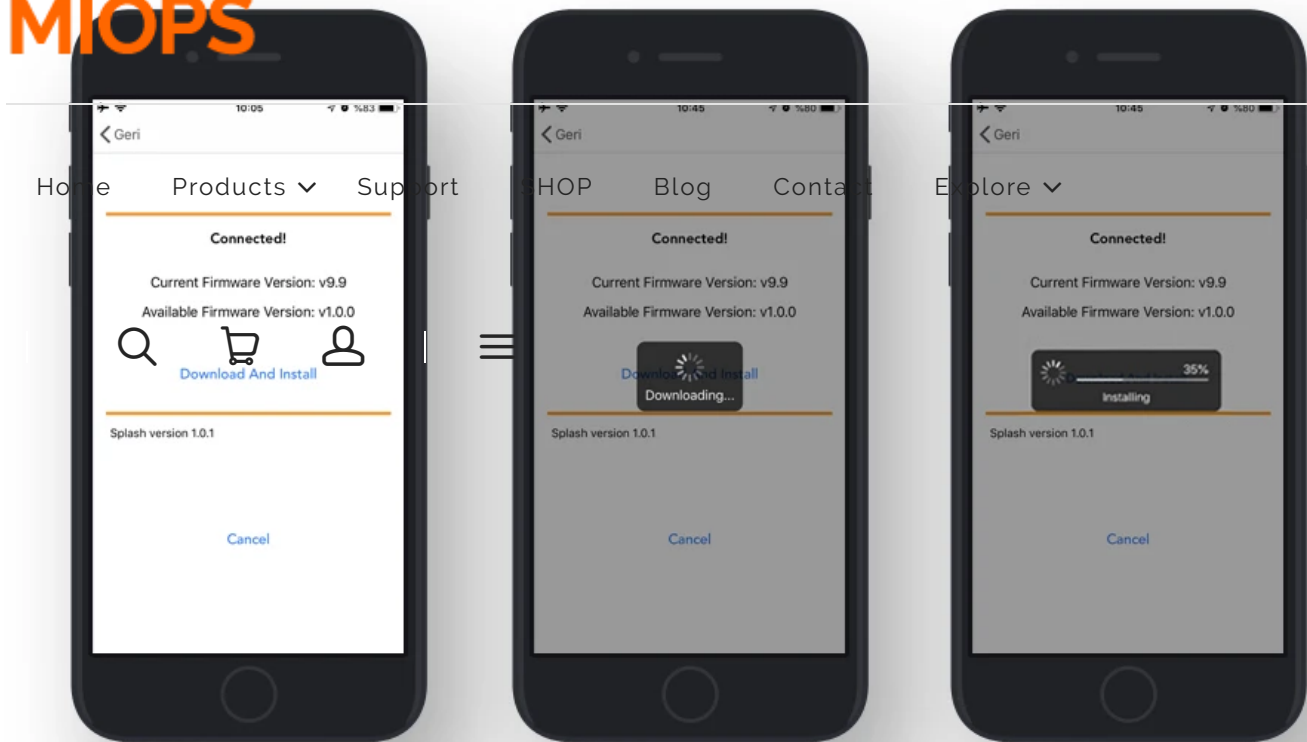 MIOPS
10:05 %83
10:45 %80
10:45 %80
Geri
Geri
Geri
Home Products Support SHOP Blog Contact Explore
Connected!
Connected!
Connected!
Current Firmware Version: v9.9
Current Firmware Version: v9.9
Current Firmware Version: v9.9
Available Firmware Version: v1.0.0
Available Firmware Version: v1.0.0
Available Firmware Version: v1.0.0
Download And Install
Download And Install
35%
Downloading...
Installing
Splash version 1.0.1
Splash version 1.0.1
Splash version 1.0.1
Cancel
Cancel
Cancel